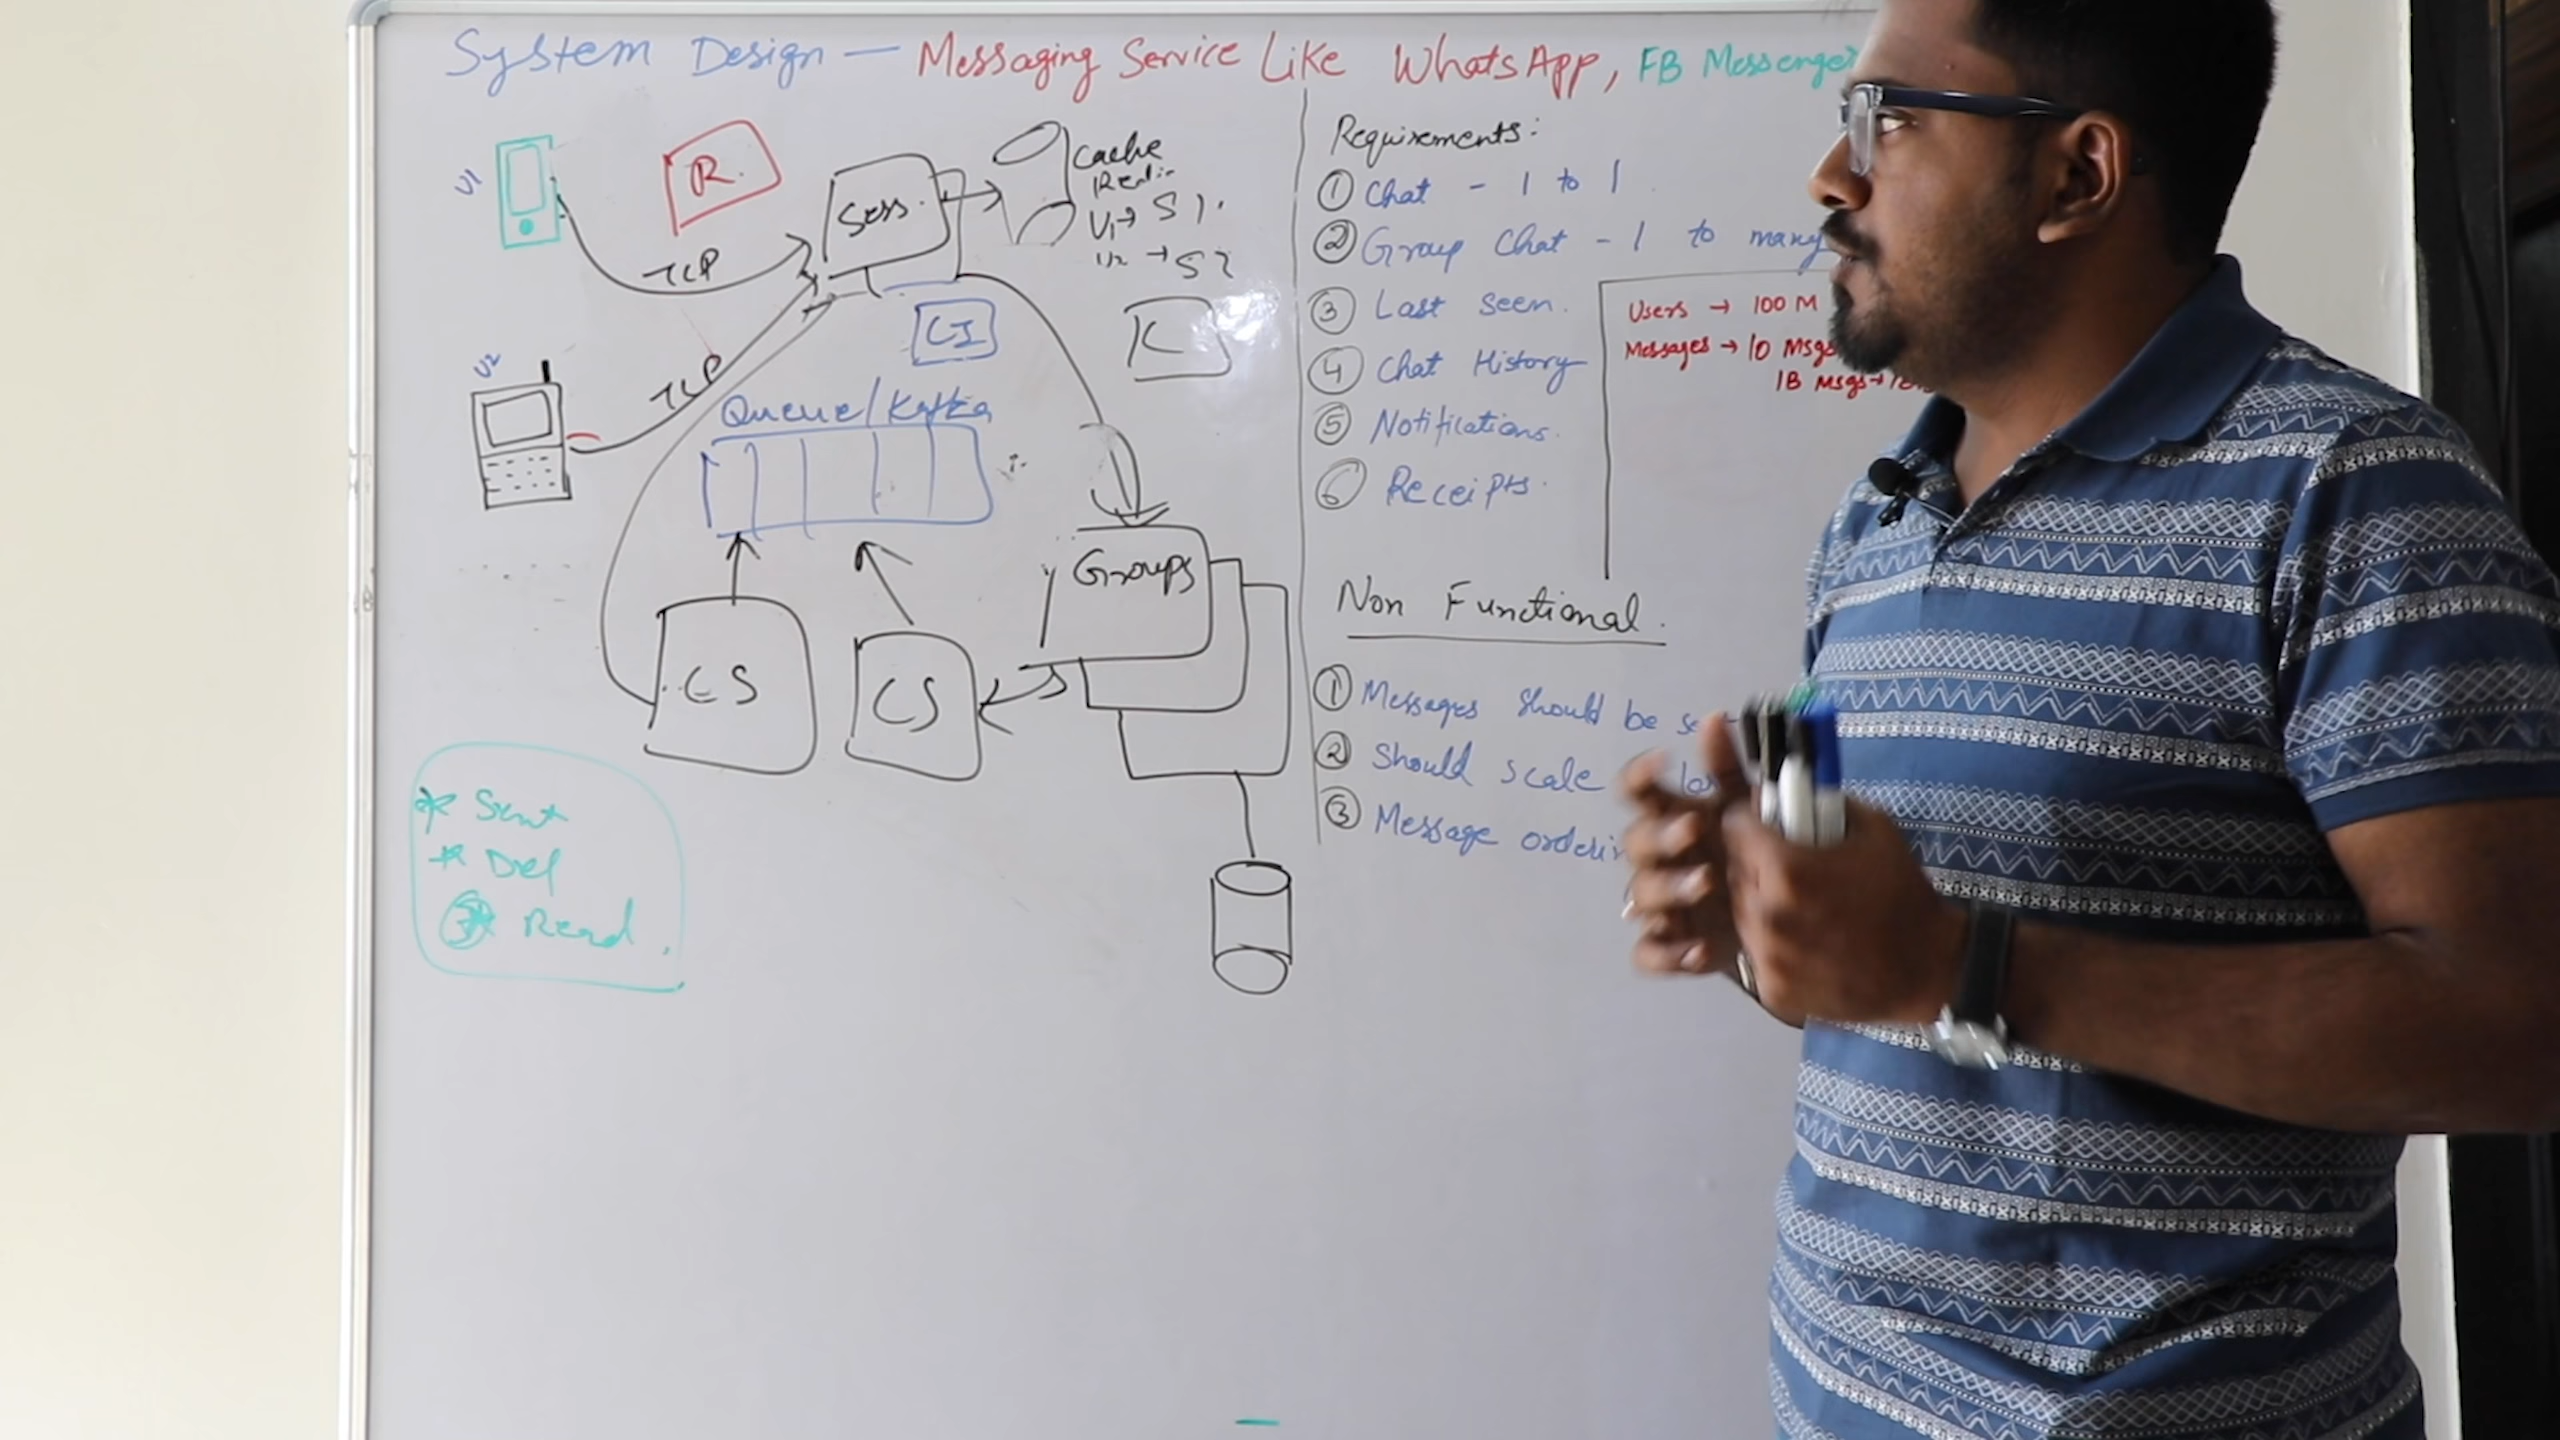 System Design — Messaging Service Like WhatsApp, FB Messenger
U1
R.
Sess.
Cache
U1 → S1.
U2 → S2
TCP
CI
U2
TCP
Queue/Kafka
Groups
CS
CS
* Sent
* Del
* Read.
Requirements:
① Chat - 1 to 1
② Group Chat - 1 to many
③ Last seen.
④ Chat History
⑤ Notifications.
⑥ Receipts.
Users → 100 M
Messages → 10 Msgs
1B Msgs →
Non Functional.
① Messages should be
② Should scale
③ Message